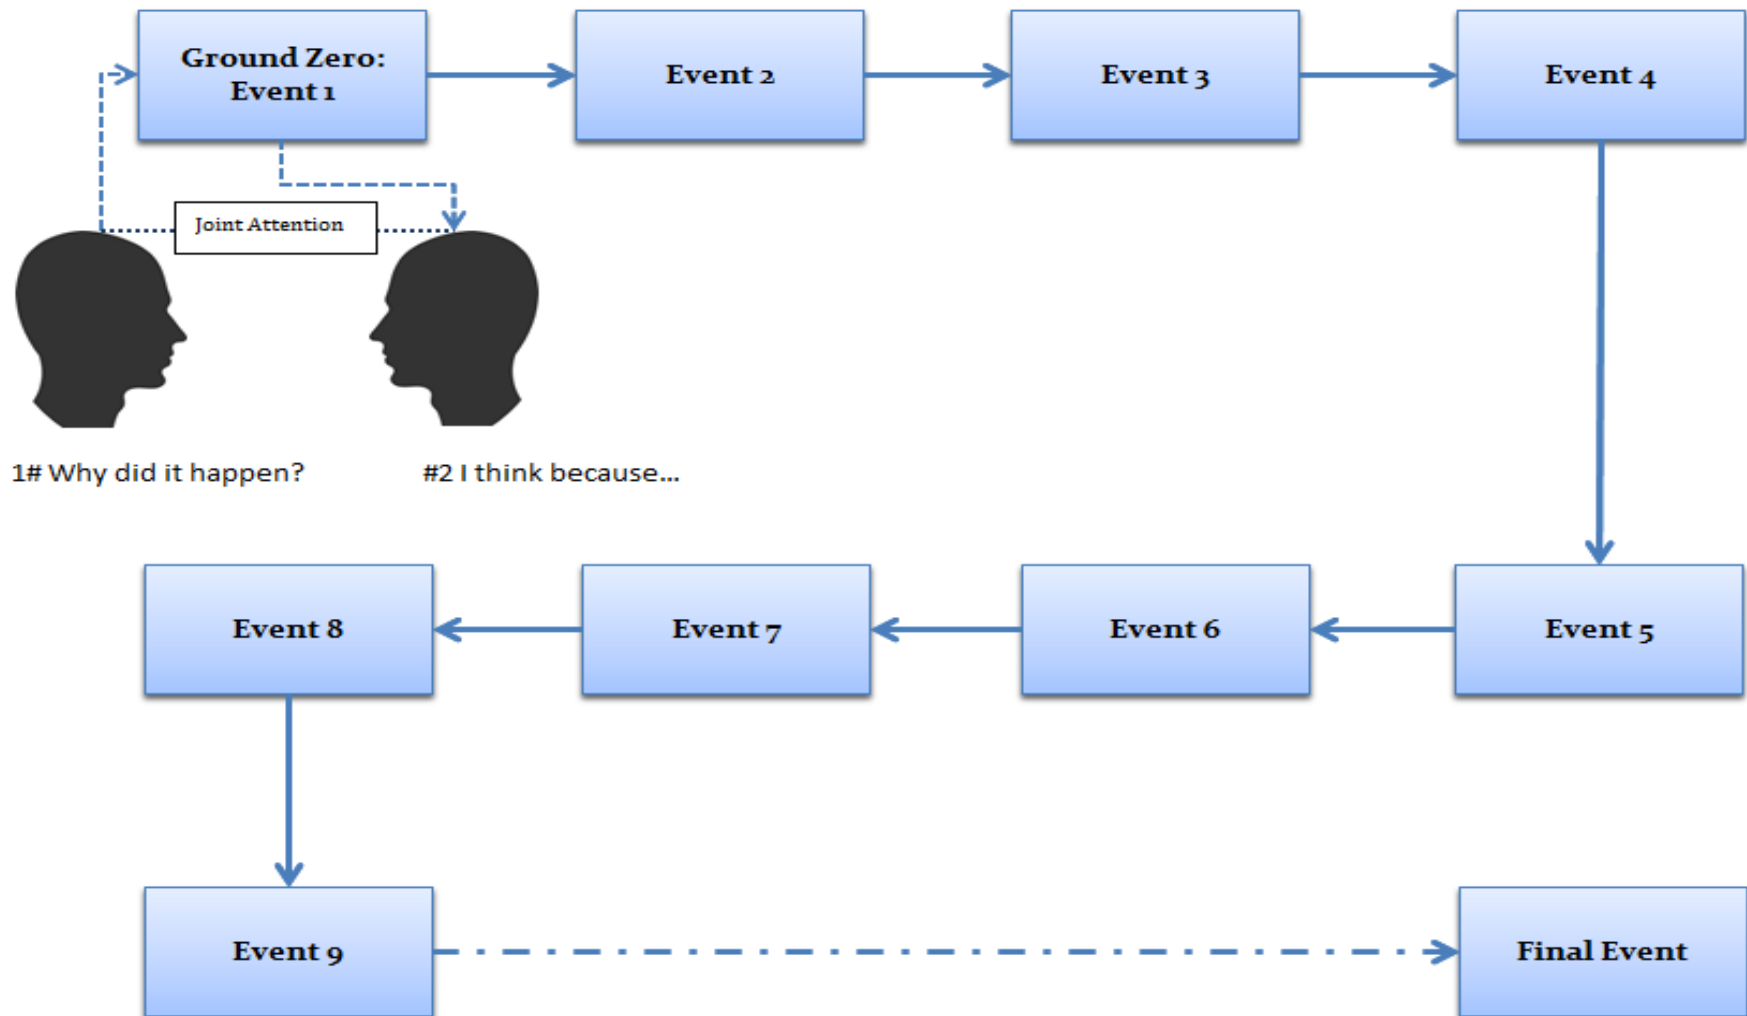 Ground Zero:
Event 1
Event 2
Event 3
Event 4
Joint Attention
1# Why did it happen?
#2 I think because...
Event 8
Event 7
Event 6
Event 5
Event 9
Final Event